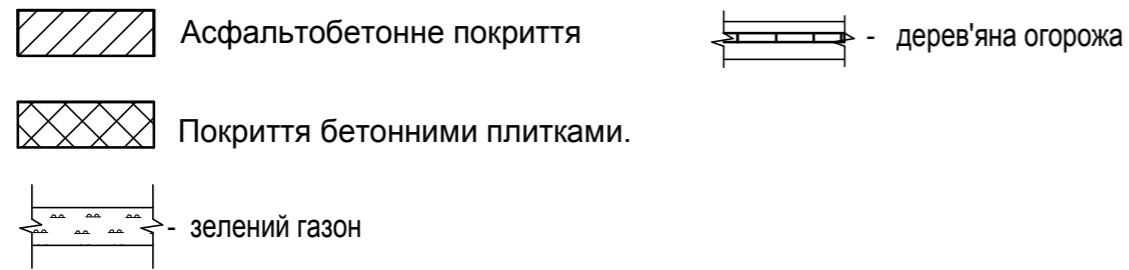 Асфальтобетонне покриття
- дерев'яна огорожа
Покриття бетонними плитками.
- зелений газон